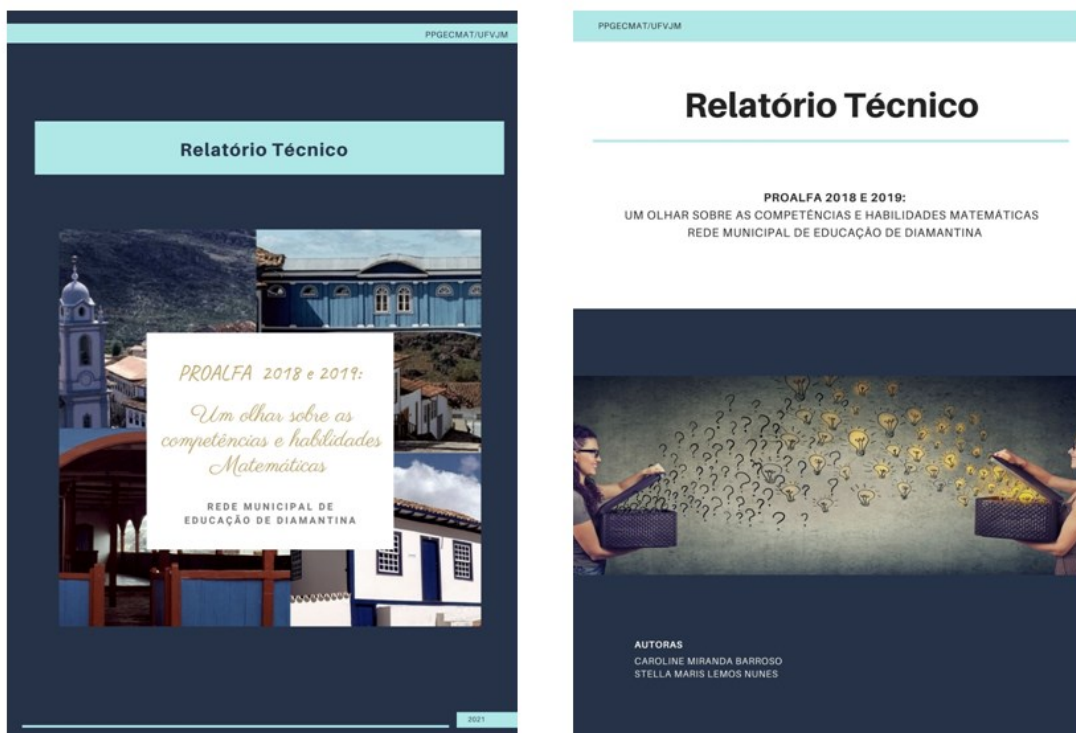 PPGECMAT/UFVJM
Relatório Técnico
PROALFA 2018 e 2019:
Um olhar sobre as
competências e habilidades
Matemáticas
REDE MUNICIPAL DE
EDUCAÇÃO DE DIAMANTINA
2021
PPGECMAT/UFVJM
Relatório Técnico
PROALFA 2018 E 2019:
UM OLHAR SOBRE AS COMPETÊNCIAS E HABILIDADES MATEMÁTICAS
REDE MUNICIPAL DE EDUCAÇÃO DE DIAMANTINA
AUTORAS
CAROLINE MIRANDA BARROSO
STELLA MARIS LEMOS NUNES